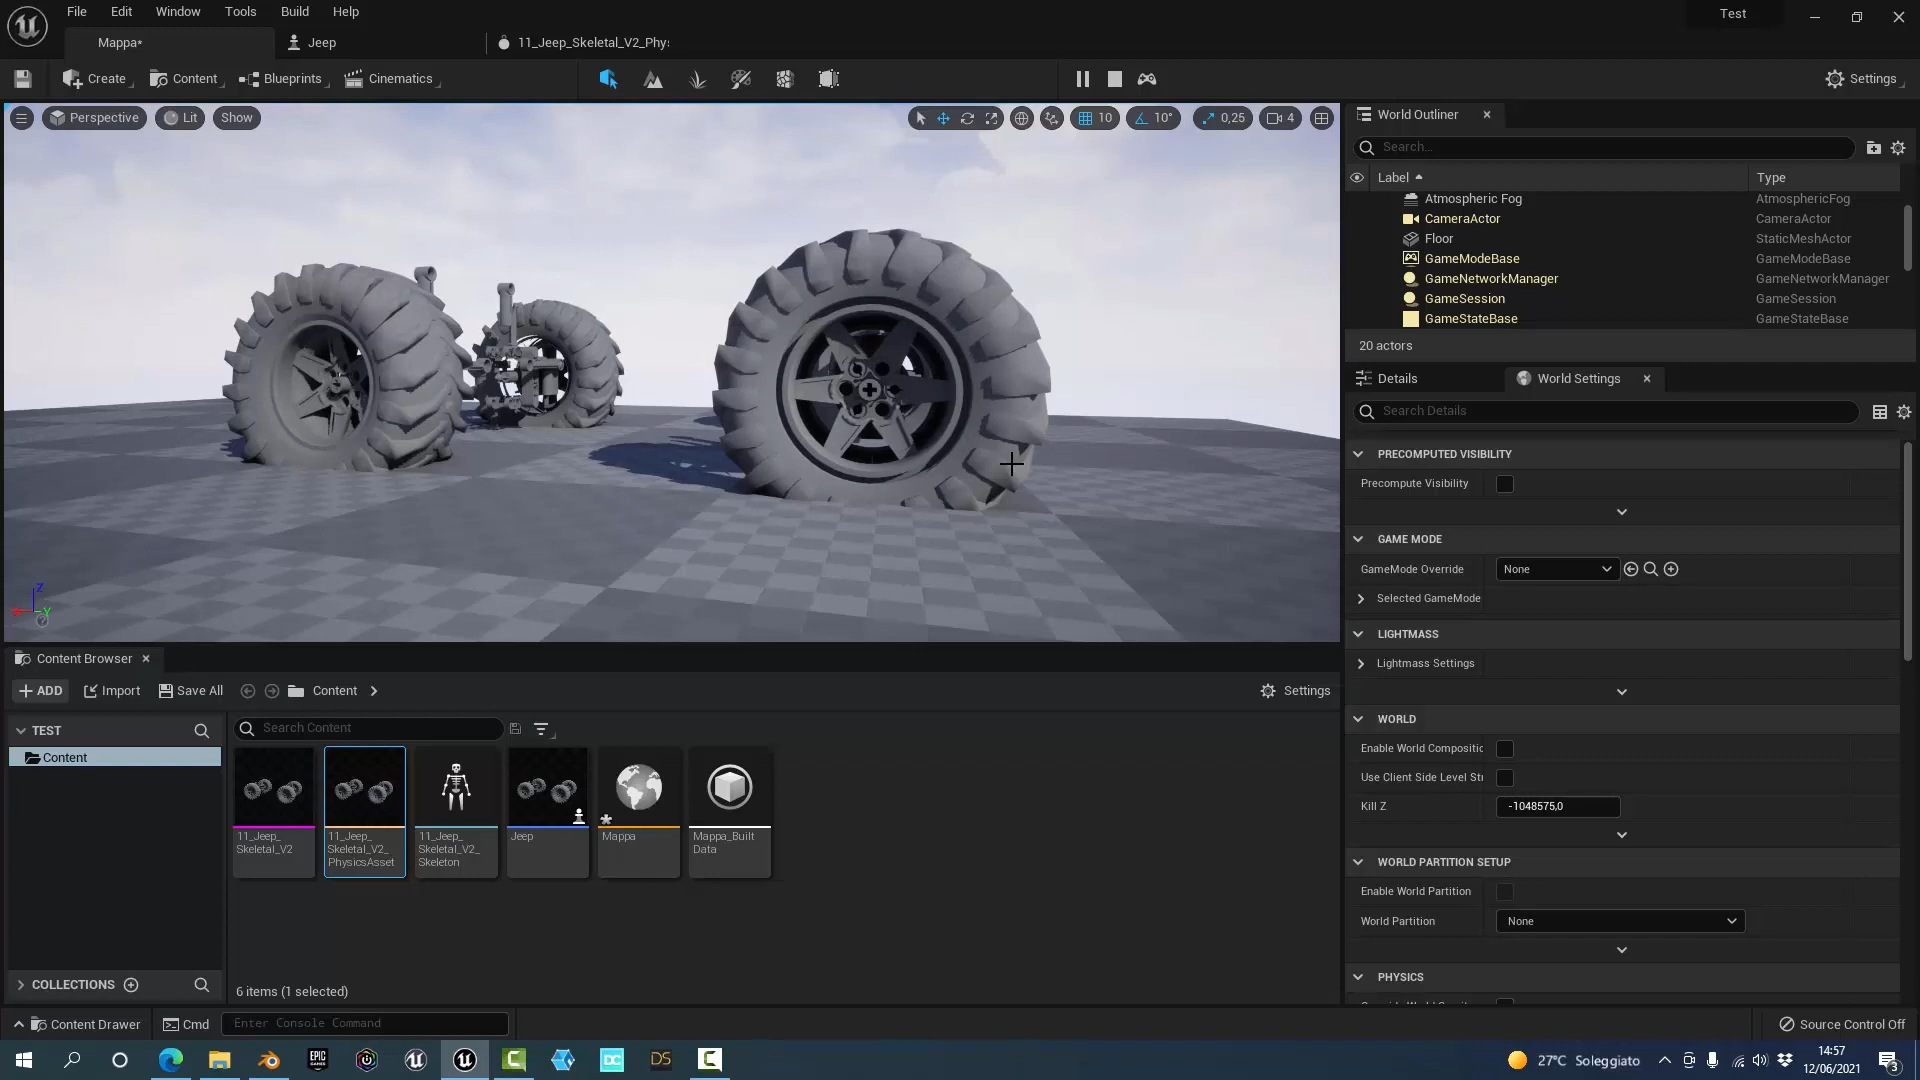 File Edit Window Tools Build Help
Test
Mappa*
Jeep
11_Jeep_Skeletal_V2_Phy
Create
Content
Blueprints
Cinematics
Settings
Perspective
Lit
Show
10
10°
0,25
4
World Outliner
Search...
Label
Type
Atmospheric Fog AtmosphericFog
CameraActor CameraActor
Floor StaticMeshActor
GameModeBase GameModeBase
GameNetworkManager GameNetworkManager
GameSession GameSession
GameStateBase GameStateBase
20 actors
Details
World Settings
Search Details
PRECOMPUTED VISIBILITY
Precompute Visibility
GAME MODE
GameMode Override None
Selected GameMode
LIGHTMASS
Lightmass Settings
WORLD
Enable World Compositic
Use Client Side Level Str
Kill Z -1048575,0
WORLD PARTITION SETUP
Enable World Partition
World Partition None
PHYSICS
Z
Y
Content Browser
ADD
Import
Save All
Content
Settings
TEST
Search Content
Content
11_Jeep_
Skeletal_V2
11_Jeep_
Skeletal_V2_
PhysicsAsset
11_Jeep_
Skeletal_V2_
Skeleton
Jeep
Mappa
Mappa_Built
Data
COLLECTIONS
6 items (1 selected)
Content Drawer
Cmd
Enter Console Command
Source Control Off
EPIC
GAMES
DC
DS
27°C Soleggiato
14:57
12/06/2021
3